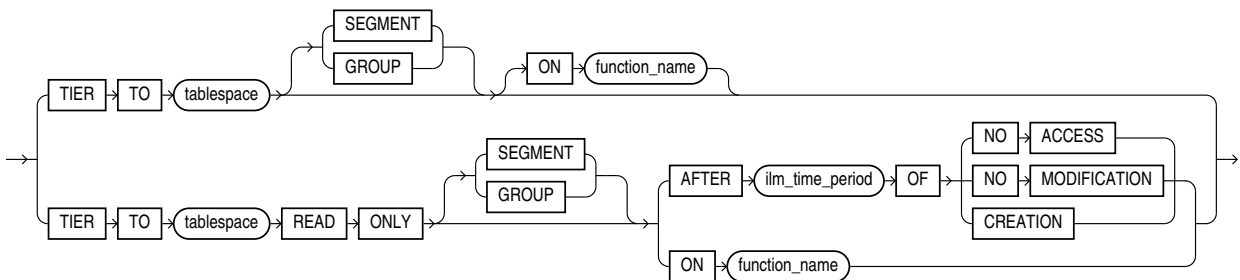 SEGMENT
GROUP
ON function_name
TIER TO tablespace
SEGMENT
GROUP
NO ACCESS
AFTER ilm_time_period OF NO MODIFICATION
CREATION
TIER TO tablespace READ ONLY
ON function_name